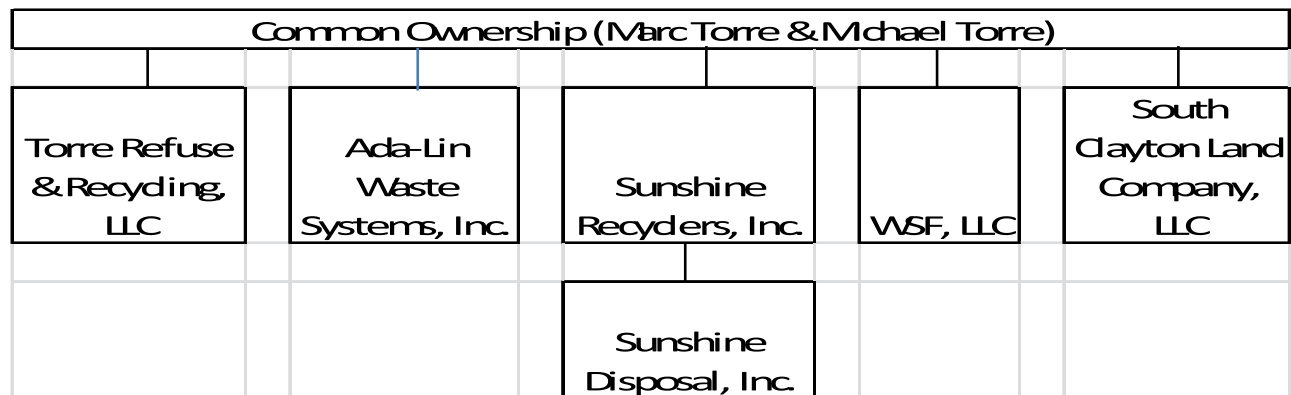 Common Ownership (Marc Torre & Michael Torre)
Torre Refuse
& Recycling,
LLC
Ada-Lin
Waste
Systems, Inc.
Sunshine
Recyclers, Inc.
WSF, LLC
South
Clayton Land
Company,
LLC
Sunshine
Disposal, Inc.